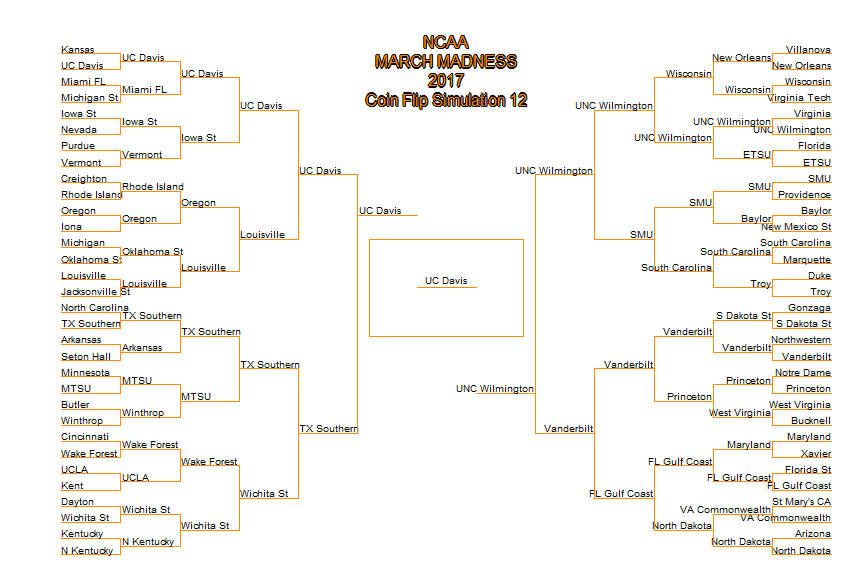 NCAA
MARCH MADNESS
2017
Coin Flip Simulation 12
Kansas
UC Davis
Miami FL
Michigan St
Iowa St
Nevada
Purdue
Vermont
Creighton
Rhode Island
Oregon
Iona
Michigan
Oklahoma St
Louisville
Jacksonville St
North Carolina
TX Southern
Arkansas
Seton Hall
Minnesota
MTSU
Butler
Winthrop
Cincinnati
Wake Forest
UCLA
Kent
Dayton
Wichita St
Kentucky
N Kentucky
UC Davis
Miami FL
Iowa St
Vermont
Rhode Island
Oregon
Oklahoma St
Louisville
TX Southern
Arkansas
MTSU
Winthrop
Wake Forest
UCLA
Wichita St
N Kentucky
UC Davis
Iowa St
Oregon
Louisville
TX Southern
MTSU
Wake Forest
Wichita St
UC Davis
Louisville
TX Southern
Wichita St
UC Davis
TX Southern
UC Davis
UC Davis
UNC Wilmington
UNC Wilmington
Vanderbilt
UNC Wilmington
SMU
Vanderbilt
FL Gulf Coast
Wisconsin
UNC Wilmington
SMU
South Carolina
Vanderbilt
Princeton
FL Gulf Coast
North Dakota
New Orleans
Wisconsin
UNC Wilmington
ETSU
SMU
Baylor
South Carolina
Troy
S Dakota St
Vanderbilt
Princeton
West Virginia
Maryland
FL Gulf Coast
VA Commonwealth
North Dakota
Villanova
New Orleans
Wisconsin
Virginia Tech
Virginia
UNC Wilmington
Florida
ETSU
SMU
Providence
Baylor
New Mexico St
South Carolina
Marquette
Duke
Troy
Gonzaga
S Dakota St
Northwestern
Vanderbilt
Notre Dame
Princeton
West Virginia
Bucknell
Maryland
Xavier
Florida St
FL Gulf Coast
St Mary's CA
VA Commonwealth
Arizona
North Dakota